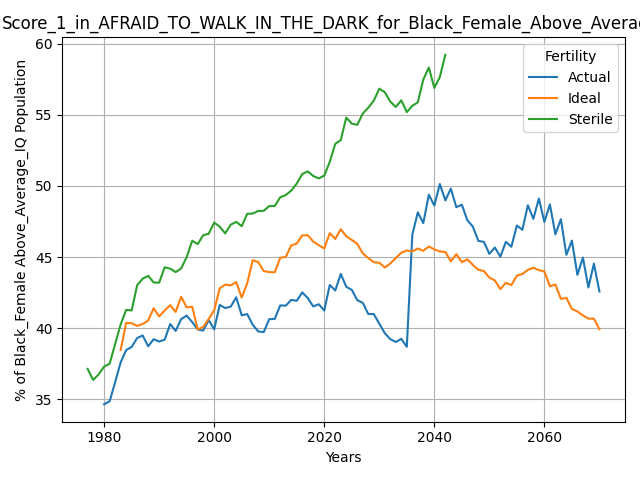 Score_1_in_AFRAID_TO_WALK_IN_THE_DARK_for_Black_Female_Above_Avera
60
55
50
45
40
35
% of Black_Female Above_Average_IQ Population
1980
2000
2020
2040
2060
Years
Fertility
Actual
Ideal
Sterile